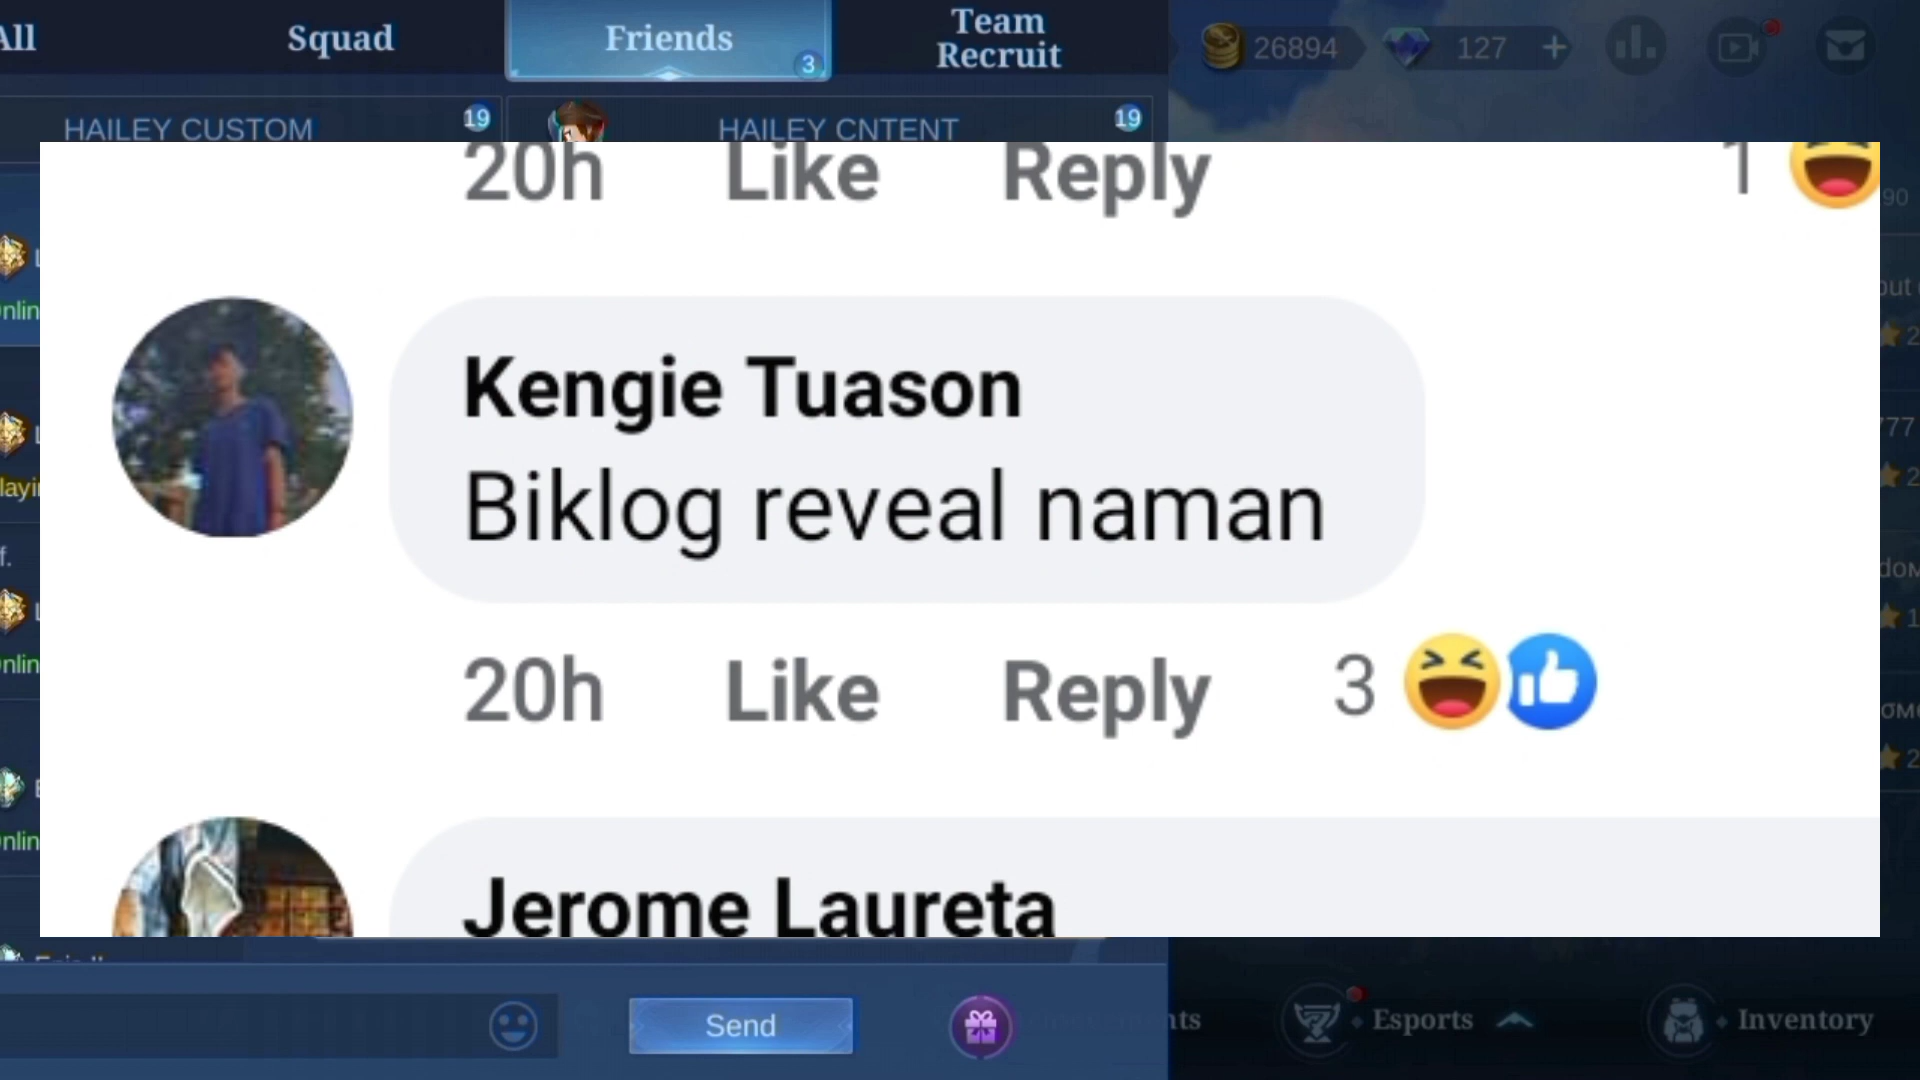 All
Squad
Friends
3
Team
Recruit
26894
127
HAILEY CUSTOM
19
HAILEY CNTENT
19
20h Like Reply 1
Kengie Tuason
Biklog reveal naman
20h Like Reply 3
Jerome Laureta
Send
Esports
Inventory